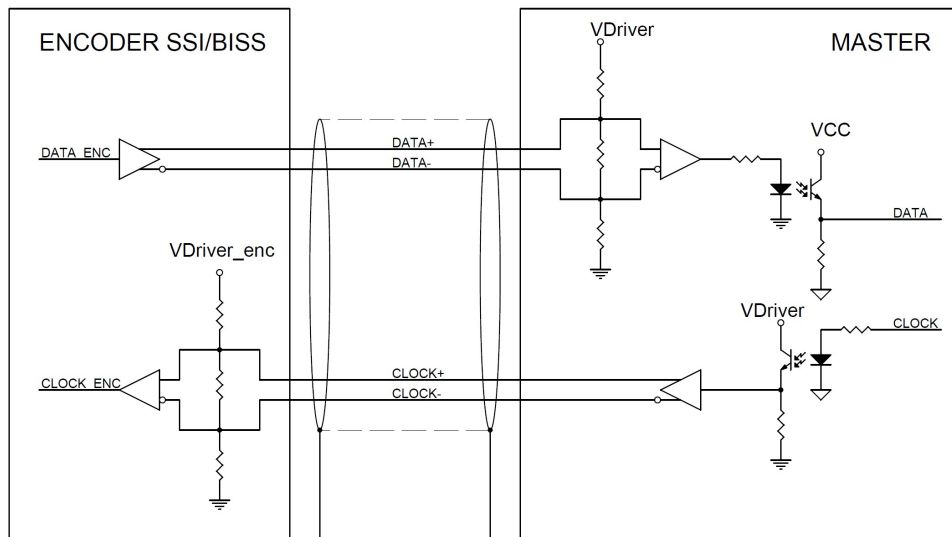 ENCODER SSI/BISS
MASTER
VDriver
VCC
DATA_ENC
DATA+
DATA-
DATA
VDriver_enc
VDriver
CLOCK
CLOCK_ENC
CLOCK+
CLOCK-